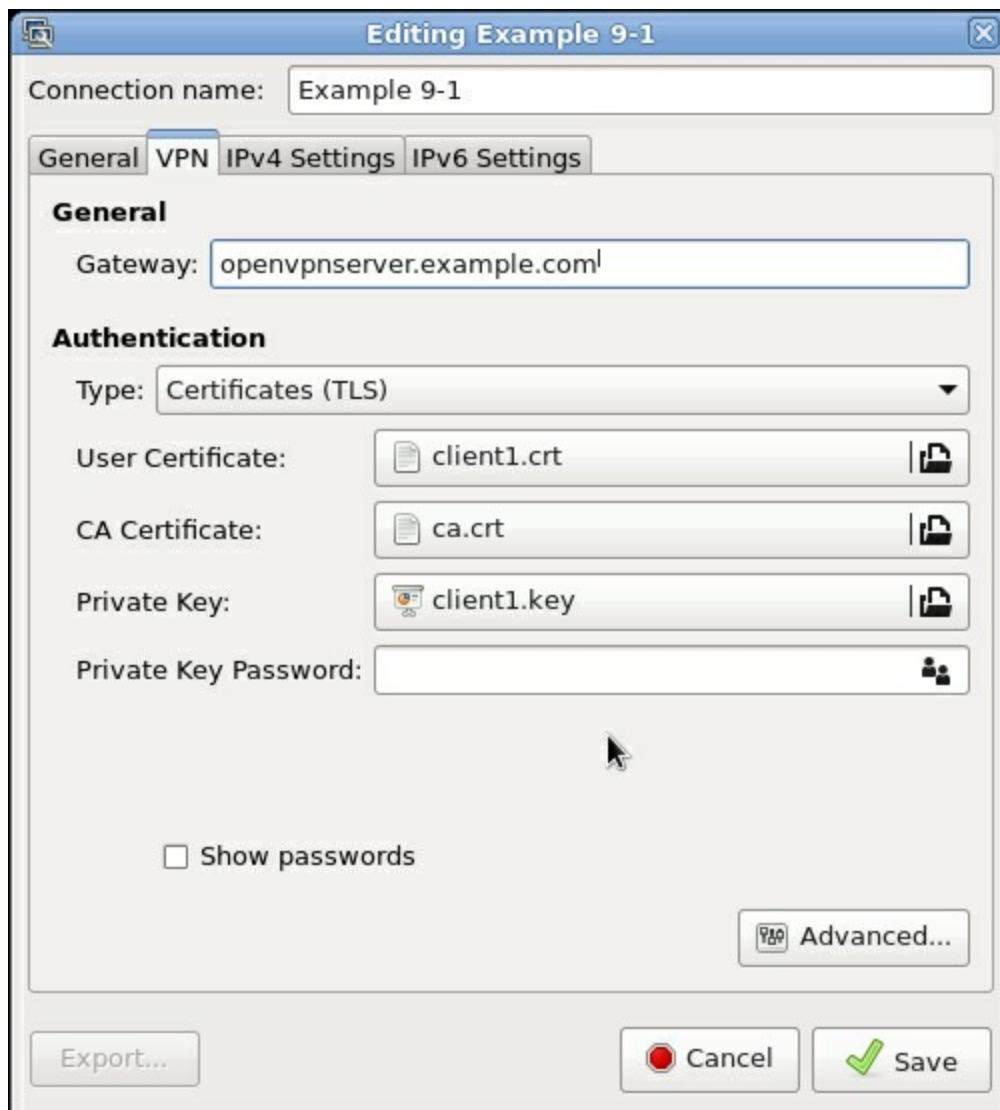 Editing Example 9-1
Connection name: Example 9-1
General VPN IPv4 Settings IPv6 Settings
General
Gateway: openvpnserver.example.com
Authentication
Type: Certificates (TLS)
User Certificate: client1.crt
CA Certificate: ca.crt
Private Key: client1.key
Private Key Password:
Show passwords
Advanced...
Export... Cancel Save